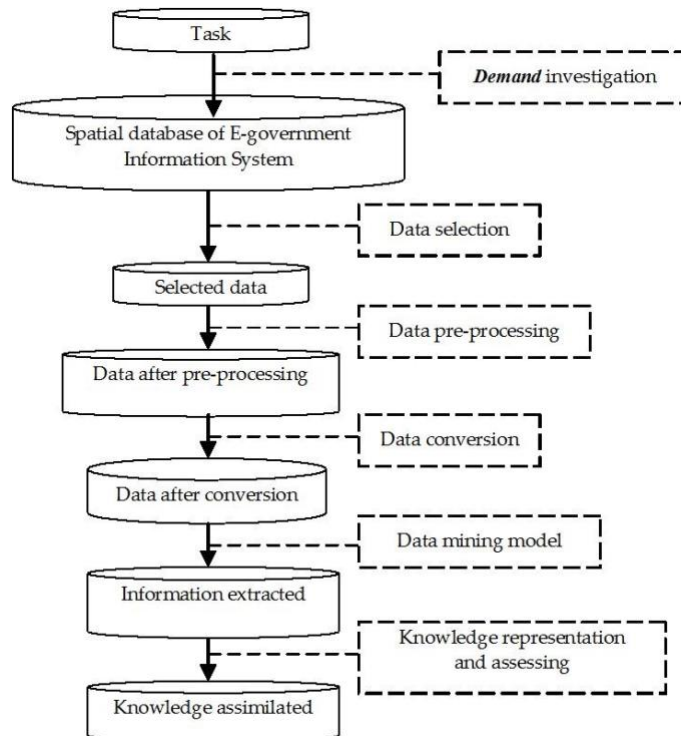 Task
Demand investigation
Spatial database of E-government
Information System
Data selection
Selected data
Data pre-processing
Data after pre-processing
Data conversion
Data after conversion
Data mining model
Information extracted
Knowledge representation
and assessing
Knowledge assimilated